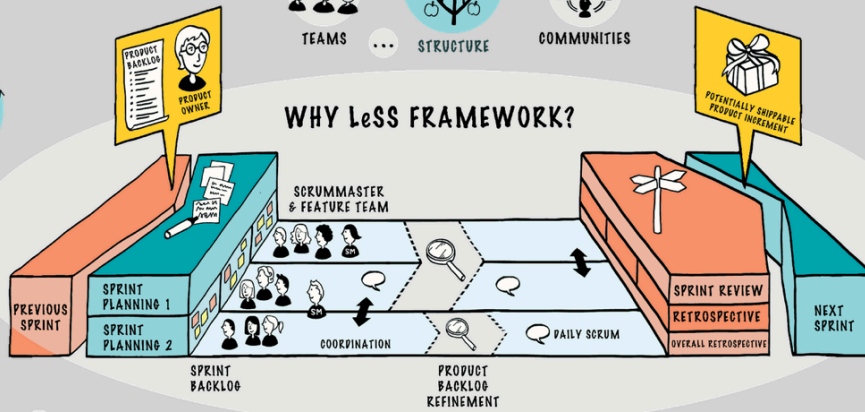 TEAMS
...
STRUCTURE
COMMUNITIES
PRODUCT
BACKLOG
PRODUCT
OWNER
POTENTIALLY SHIPPABLE
PRODUCT INCREMENT
WHY LeSS FRAMEWORK?
SCRUMMASTER
& FEATURE TEAM
SM
SM
PREVIOUS
SPRINT
SPRINT
PLANNING 1
SPRINT
PLANNING 2
COORDINATION
DAILY SCRUM
SPRINT REVIEW
RETROSPECTIVE
OVERALL RETROSPECTIVE
NEXT
SPRINT
SPRINT
BACKLOG
PRODUCT
BACKLOG
REFINEMENT